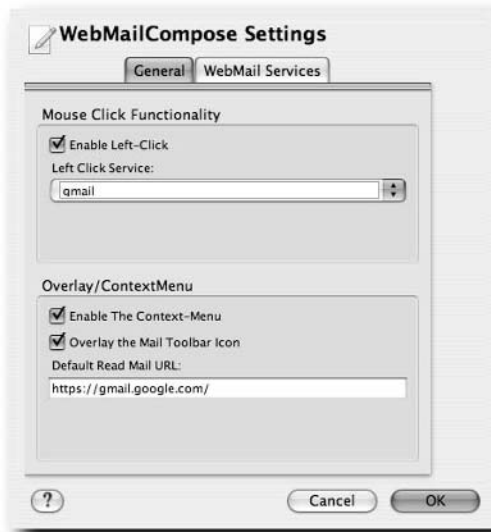 WebMailCompose Settings
General WebMail Services
Mouse Click Functionality
Enable Left-Click
Left Click Service:
gmail
Overlay/ContextMenu
Enable The Context-Menu
Overlay the Mail Toolbar Icon
Default Read Mail URL:
https://gmail.google.com/
? Cancel OK